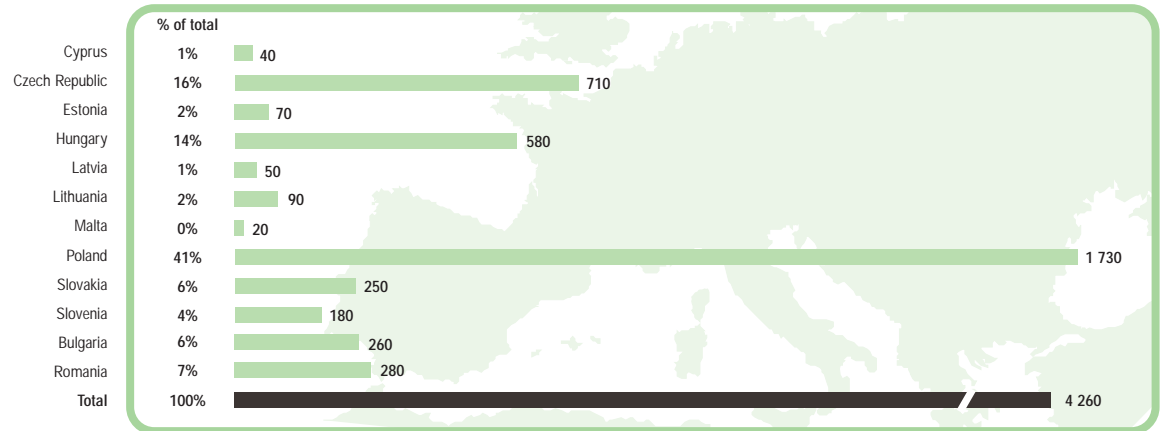 % of total
Cyprus 1% 40
Czech Republic 16% 710
Estonia 2% 70
Hungary 14% 580
Latvia 1% 50
Lithuania 2% 90
Malta 0% 20
Poland 41% 1 730
Slovakia 6% 250
Slovenia 4% 180
Bulgaria 6% 260
Romania 7% 280
Total 100% 4 260